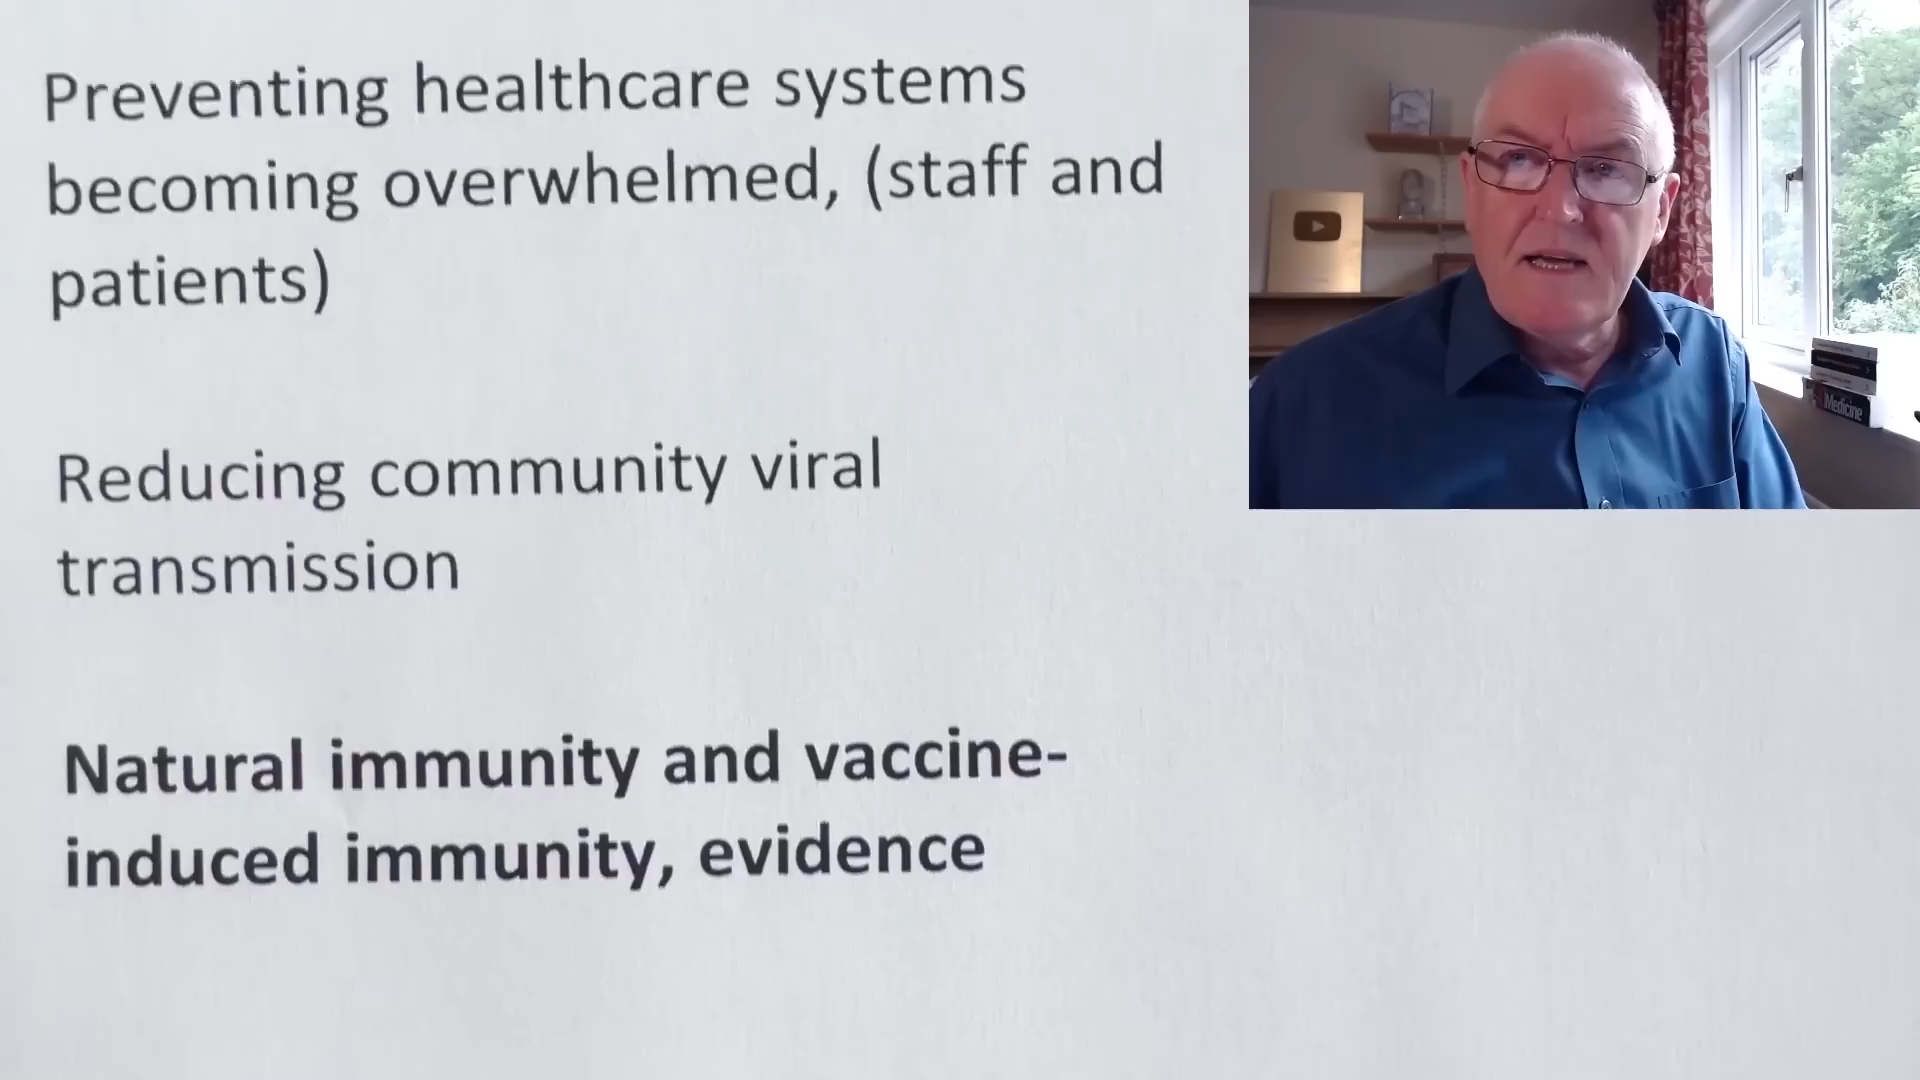 Preventing healthcare systems
becoming overwhelmed, (staff and
patients)
Reducing community viral
transmission
Natural immunity and vaccine-
induced immunity, evidence
Medicine